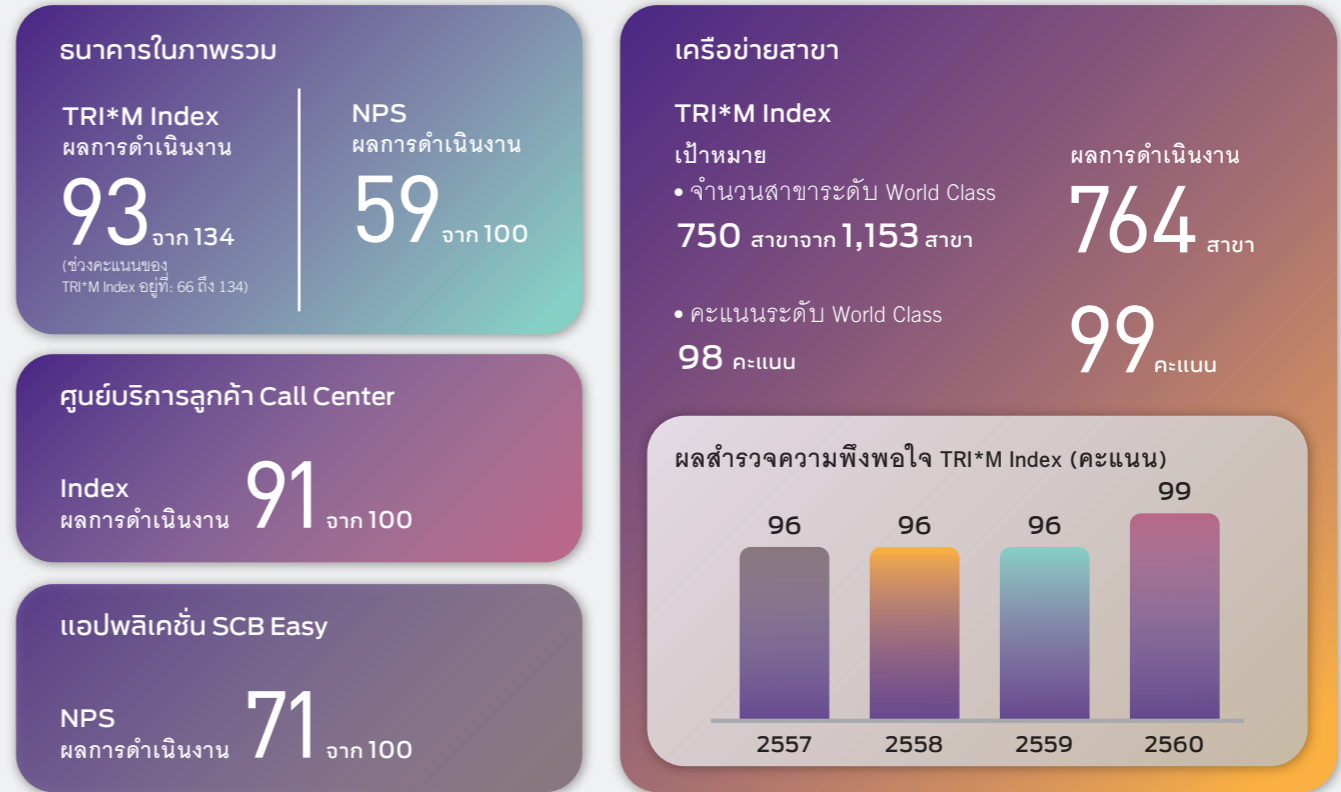 ธนาคารในภาพรวม
TRI*M Index
ผลการดำเนินงาน
93 จาก 134
(ช่วงคะแนนของ
TRI*M Index อยู่ที่: 66 ถึง 134)
NPS
ผลการดำเนินงาน
59 จาก 100
ศูนย์บริการลูกค้า Call Center
Index
ผลการดำเนินงาน 91 จาก 100
แอปพลิเคชั่น SCB Easy
NPS
ผลการดำเนินงาน 71 จาก 100
เครือข่ายสาขา
TRI*M Index
เป้าหมาย
• จำนวนสาขาระดับ World Class
750 สาขาจาก 1,153 สาขา
ผลการดำเนินงาน
764 สาขา
• คะแนนระดับ World Class
98 คะแนน
99 คะแนน
ผลสำรวจความพึงพอใจ TRI*M Index (คะแนน)
96 96 96 99
2557 2558 2559 2560